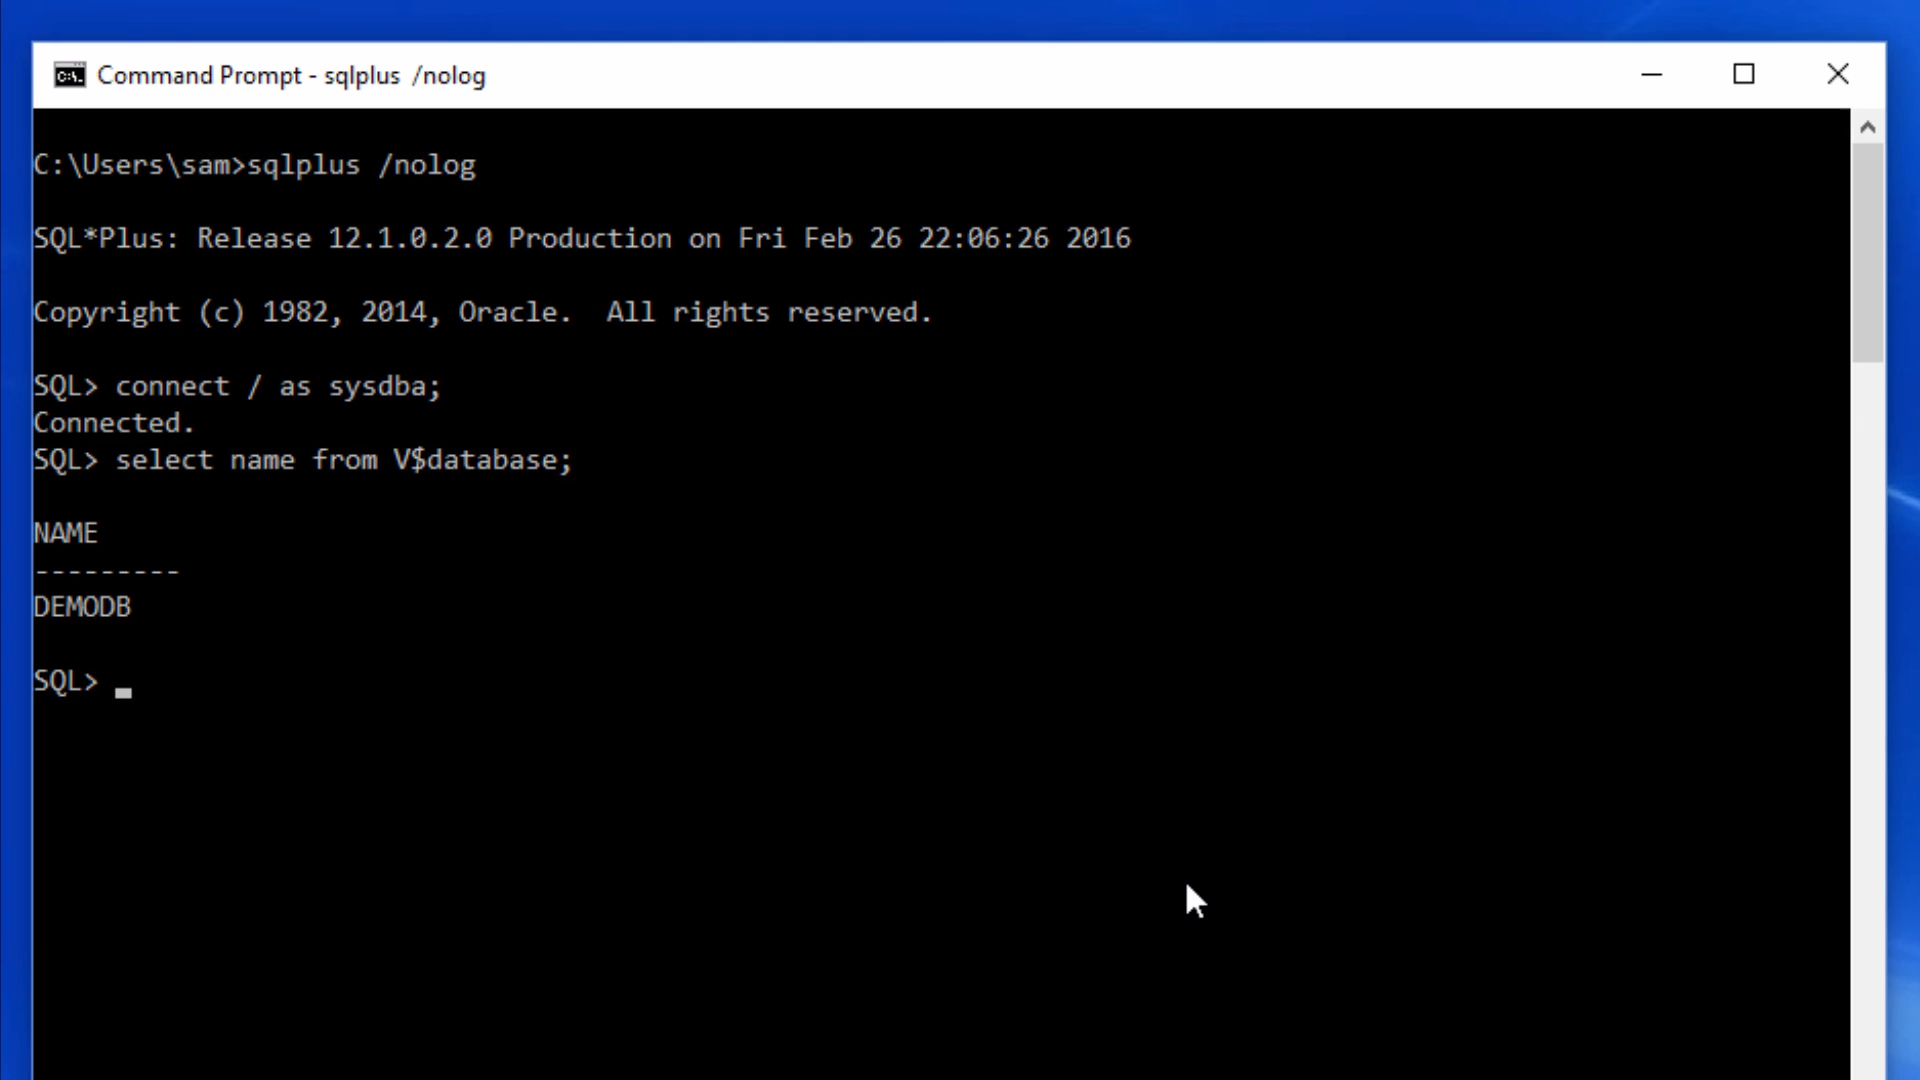 Command Prompt - sqlplus /nolog
C:\Users\sam>sqlplus /nolog
SQL*Plus: Release 12.1.0.2.0 Production on Fri Feb 26 22:06:26 2016
Copyright (c) 1982, 2014, Oracle.  All rights reserved.
SQL> connect / as sysdba;
Connected.
SQL> select name from V$database;
NAME
---------
DEMODB
SQL>